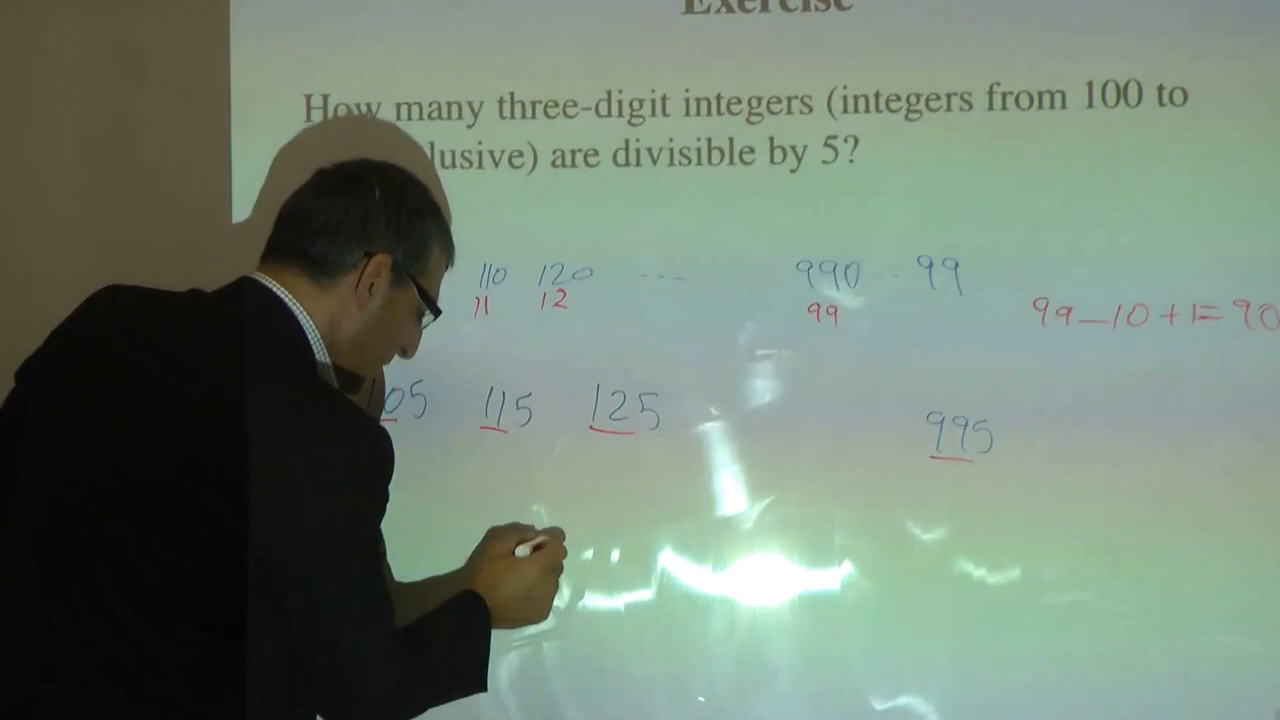 Exercise
How many three-digit integers (integers from 100 to
lusive) are divisible by 5?
110 120 --- 990 99
11 12 99 99-10+1=90
105 115 125 995